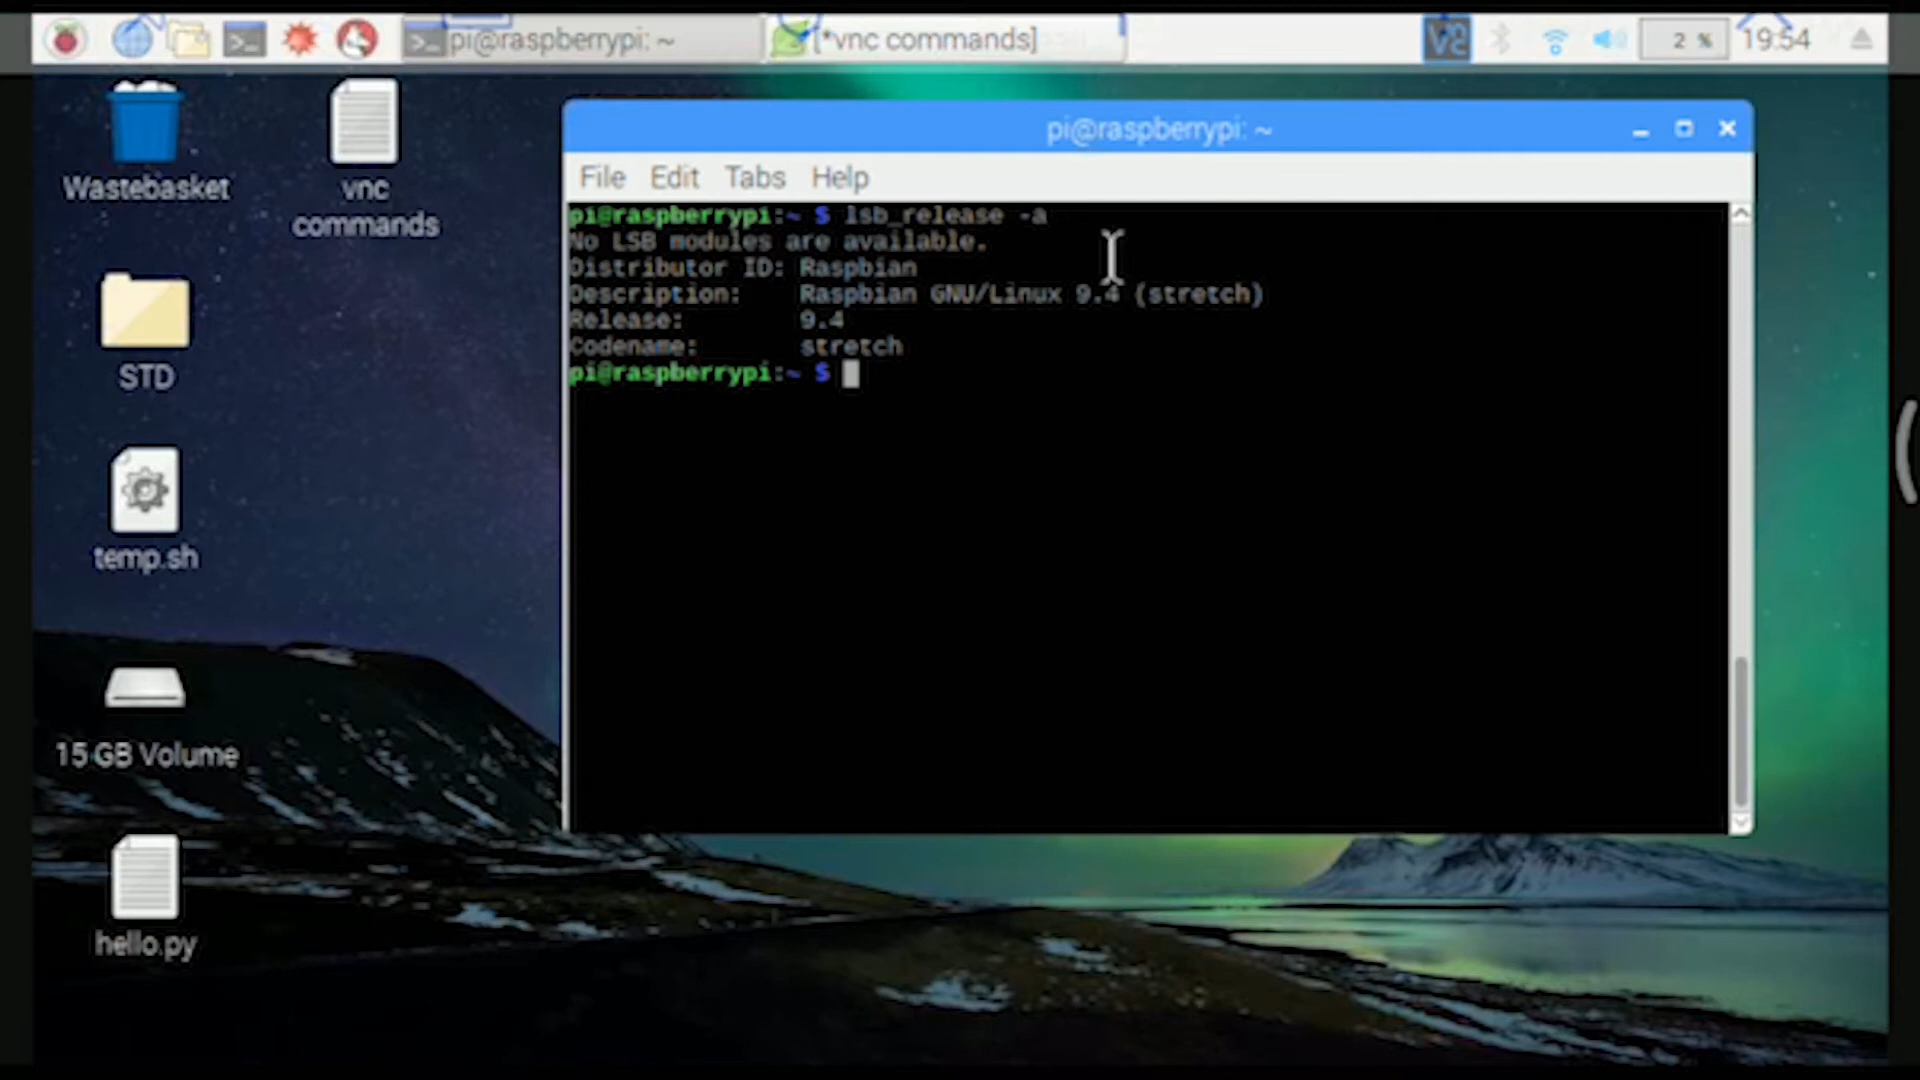 pi@raspberrypi: ~
[*vnc commands]
2 %
19:54
Wastebasket
vnc
commands
STD
temp.sh
15 GB Volume
hello.py
pi@raspberrypi: ~
File Edit Tabs Help
pi@raspberrypi:~ $ lsb_release -a
No LSB modules are available.
Distributor ID: Raspbian
Description: Raspbian GNU/Linux 9.4 (stretch)
Release: 9.4
Codename: stretch
pi@raspberrypi:~ $